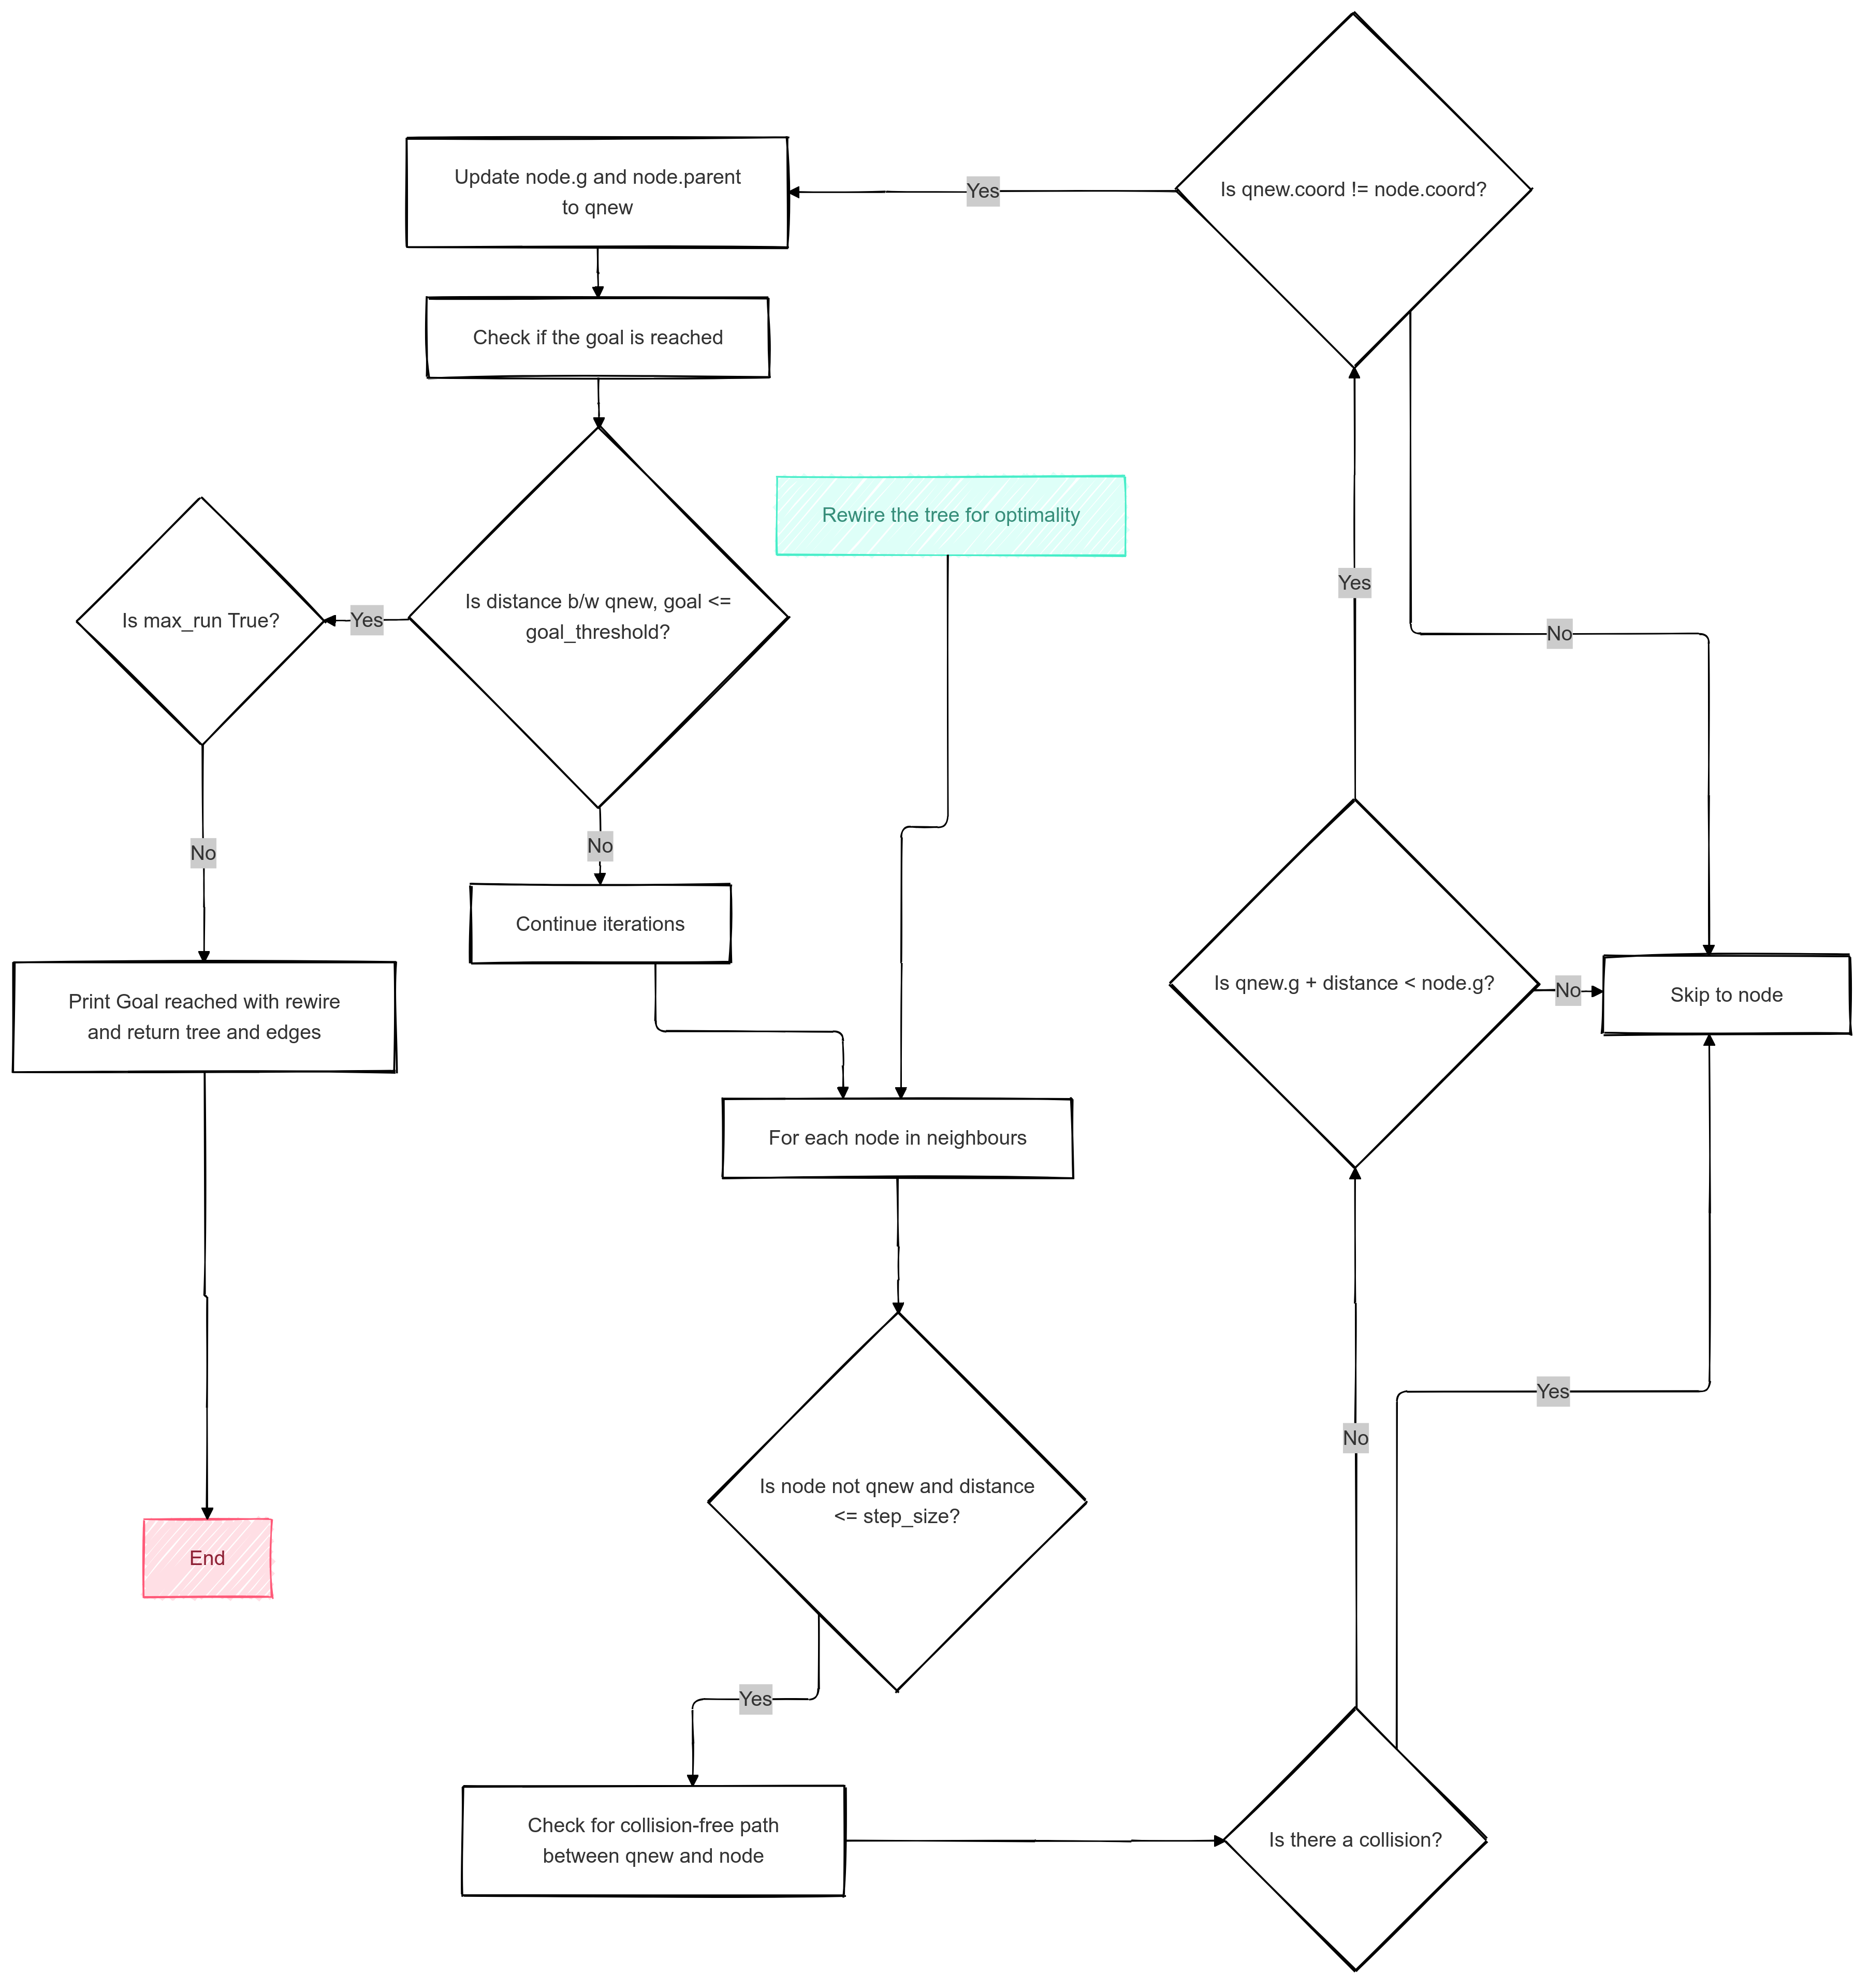 Is qnew.coord != node.coord?
Update node.g and node.parent
to qnew
Yes
Check if the goal is reached
Rewire the tree for optimality
Is distance b/w qnew, goal <=
goal_threshold?
Yes
Is max_run True?
Yes
No
No
No
Continue iterations
Is qnew.g + distance < node.g?
No
Skip to node
Print Goal reached with rewire
and return tree and edges
For each node in neighbours
Yes
No
Is node not qnew and distance
<= step_size?
End
Yes
Check for collision-free path
between qnew and node
Is there a collision?